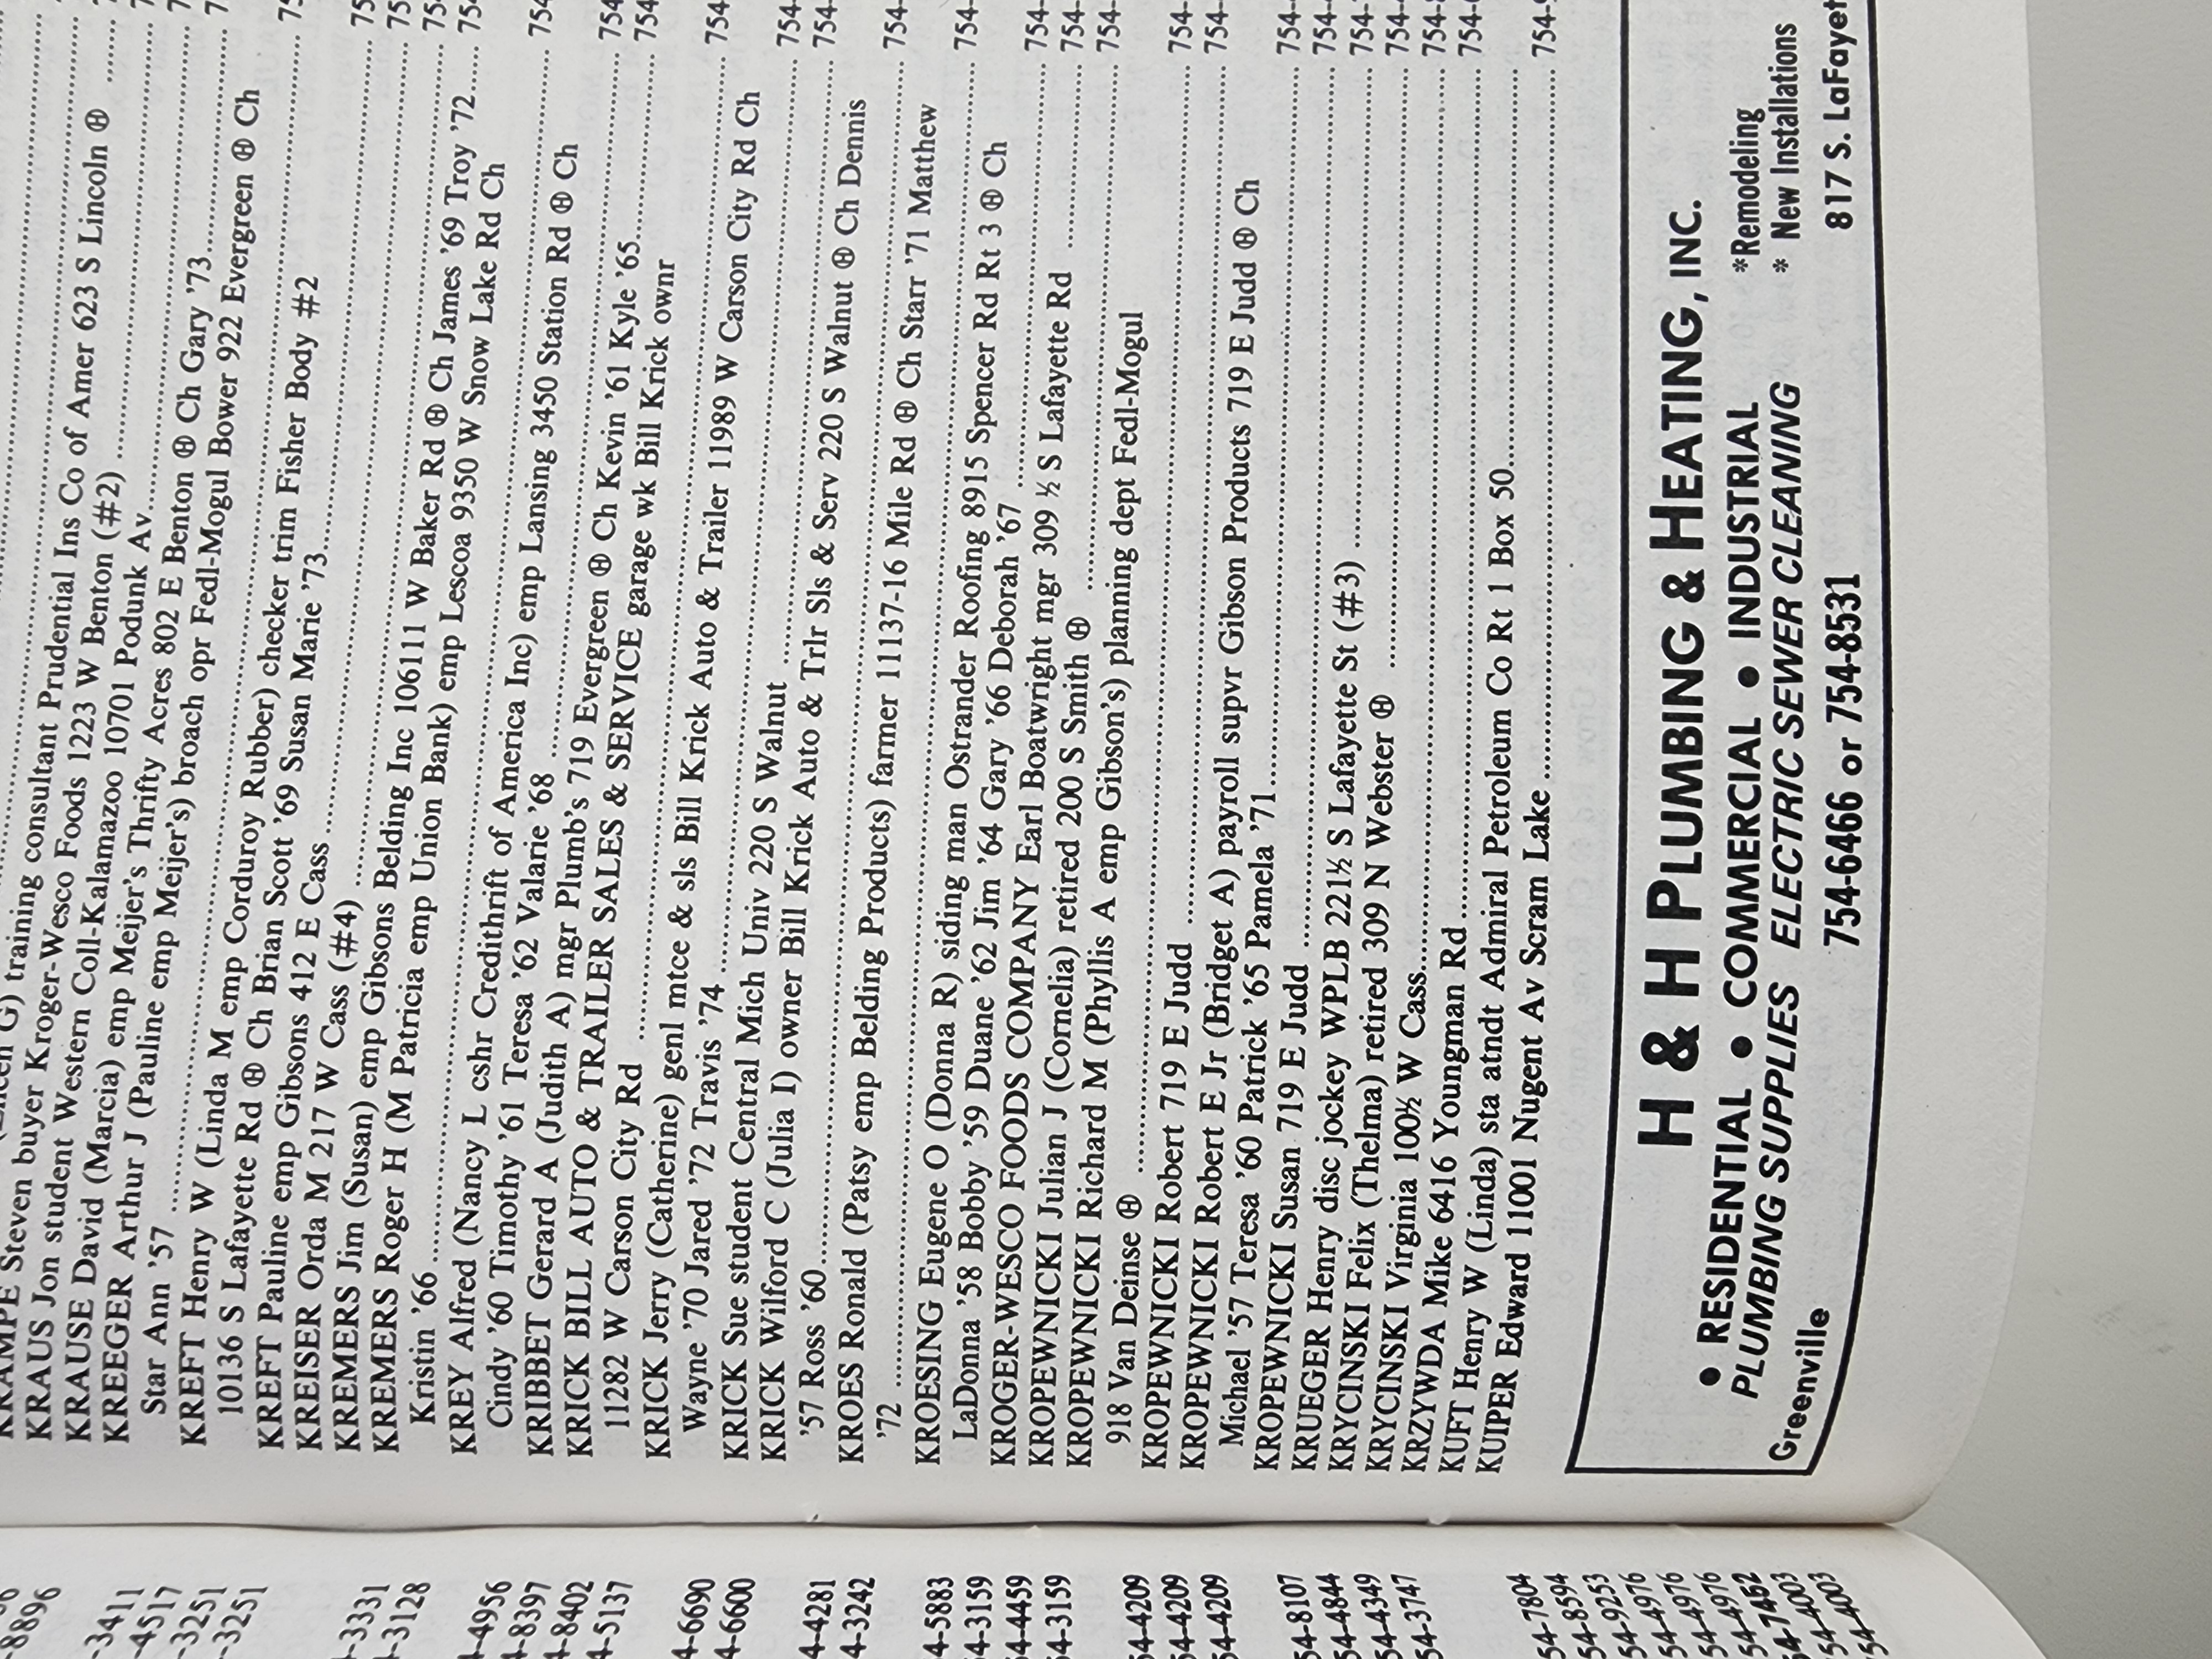 KRAMPE Steven buyer Kroger-Wesco Foods 1223 W Benton (#2)
KRAUS Jon student Western Coll-Kalamazoo 10701 Podunk Av
KRAUSE David (Marcia) emp Meijer's Thrifty Acres 802 E Benton Ⓗ Ch Gary '73
KREEGER Arthur J (Pauline emp Meijer's) broach opr Fedl-Mogul Bower 922 Evergreen Ⓗ Ch
Star Ann '57
KREFT Henry W (Linda M emp Corduroy Rubber) checker trim Fisher Body #2
10136 S Lafayette Rd Ⓗ Ch Brian Scott '69 Susan Marie '73
KREFT Pauline emp Gibsons 412 E Cass
KREISER Orda M 217 W Cass (#4)
KREMERS Jim (Susan) emp Gibsons Belding Inc 106111 W Baker Rd Ⓗ Ch James '69 Troy '72
KREMERS Roger H (M Patricia emp Union Bank) emp Lescoa 9350 W Snow Lake Rd Ch
Kristin '66
KREY Alfred (Nancy L cshr Credithrift of America Inc) emp Lansing 3450 Station Rd Ⓗ Ch
Cindy '60 Timothy '61 Teresa '62 Valarie '68
KRIBBET Gerard A (Judith A) mgr Plumb's 719 Evergreen Ⓗ Ch Kevin '61 Kyle '65
KRICK BILL AUTO & TRAILER SALES & SERVICE garage wk Bill Krick ownr
11282 W Carson City Rd
KRICK Jerry (Catherine) genl mtce & sls Bill Krick Auto & Trailer 11989 W Carson City Rd Ch
Wayne '70 Jared '72 Travis '74
KRICK Sue student Central Mich Univ 220 S Walnut
KRICK Wilford C (Julia I) owner Bill Krick Auto & Trlr Sls & Serv 220 S Walnut Ⓗ Ch Dennis
'57 Ross '60
KROES Ronald (Patsy emp Belding Products) farmer 11137-16 Mile Rd Ⓗ Ch Starr '71 Matthew
'72
KROESING Eugene O (Donna R) siding man Ostrander Roofing 8915 Spencer Rd Rt 3 Ⓗ Ch
LaDonna '58 Bobby '59 Duane '62 Jim '64 Gary '66 Deborah '67
KROGER-WESCO FOODS COMPANY Earl Boatwright mgr 309 ½ S Lafayette Rd
KROPEWNICKI Julian J (Cornelia) retired 200 S Smith Ⓗ
KROPEWNICKI Richard M (Phyllis A emp Gibson's) planning dept Fedl-Mogul
918 Van Deinse Ⓗ
KROPEWNICKI Robert 719 E Judd
KROPEWNICKI Robert E Jr (Bridget A) payroll supvr Gibson Products 719 E Judd Ⓗ Ch
Michael '57 Teresa '60 Patrick '65 Pamela '71
KROPEWNICKI Susan 719 E Judd
KRUEGER Henry disc jockey WPLB 221½ S Lafayette St (#3)
KRYCINSKI Felix (Thelma) retired 309 N Webster Ⓗ
KRYCINSKI Virginia 100½ W Cass
KRZYWDA Mike 6416 Youngman Rd
KUFT Henry W (Linda) sta atndt Admiral Petroleum Co Rt 1 Box 50
KUIPER Edward 11001 Nugent Av Scram Lake
H & H PLUMBING & HEATING, INC.
• RESIDENTIAL • COMMERCIAL • INDUSTRIAL *Remodeling
PLUMBING SUPPLIES ELECTRIC SEWER CLEANING * New Installations
Greenville 754-6466 or 754-8531 817 S. LaFayet